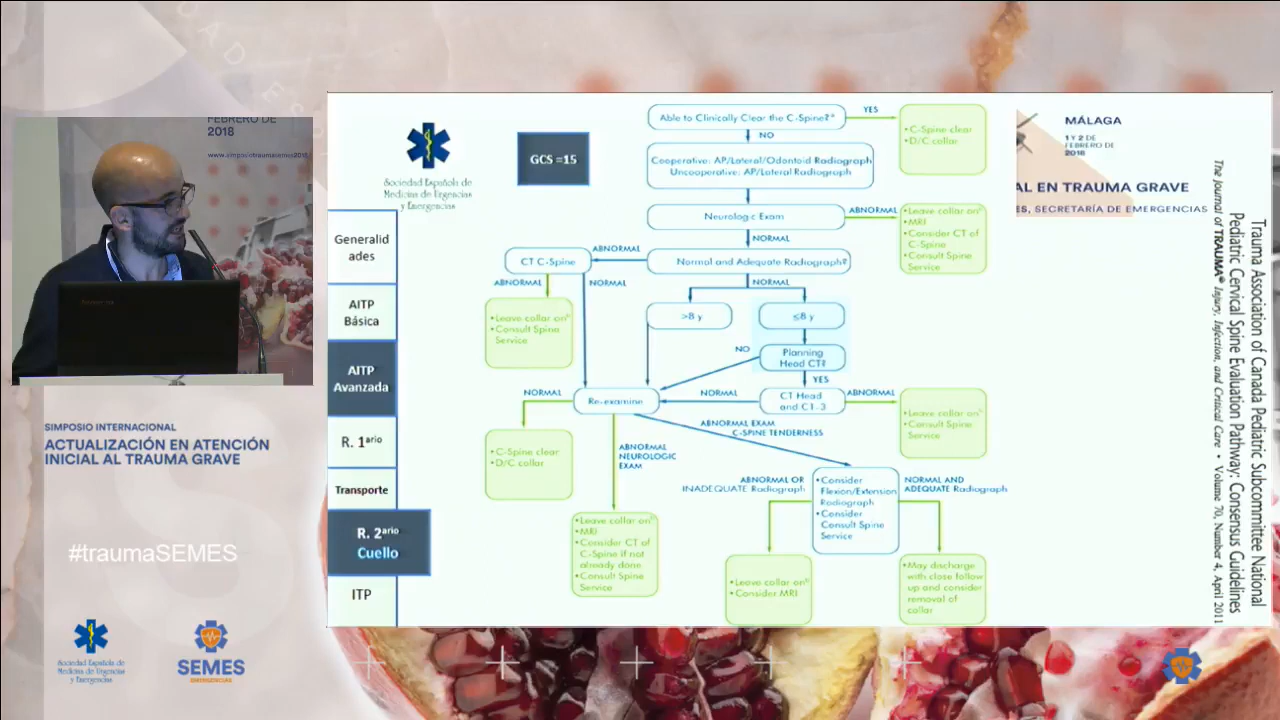 FEBRERO DE
2018
www.simposiotraumasemes2018
SIMPOSIO INTERNACIONAL
ACTUALIZACIÓN EN ATENCIÓN
INICIAL AL TRAUMA GRAVE
#traumaSEMES
Sociedad Española de
Medicina de Urgencias
y Emergencias
SEMES
EMERGENCIAS
Sociedad Española de
Medicina de Urgencias
y Emergencias
Generalid
ades
AITP
Básica
AITP
Avanzada
R. 1ario
Transporte
R. 2ario
Cuello
ITP
GCS =15
Able to Clinically Clear the C-Spine?a
YES
• C-Spine clear
• D/C collar
NO
Cooperative: AP/Lateral/Odontoid Radiograph
Uncooperative: AP/Lateral Radiograph
Neurologic Exam
ABNORMAL
• Leave collar onb
• MRI
• Consider CT of
C-Spine
• Consult Spine
Service
NORMAL
Normal and Adequate Radiograph?
ABNORMAL
CT C-Spine
ABNORMAL
NORMAL
• Leave collar onb
• Consult Spine
Service
NORMAL
>8 y
≤8 y
NO
Planning
Head CT?
YES
CT Head
and C1-3
ABNORMAL
• Leave collar onb
• Consult Spine
Service
NORMAL
Re-examine
NORMAL
• C-Spine clear
• D/C collar
ABNORMAL
NEUROLOGIC
EXAM
• Leave collar onb
• MRI
• Consider CT of
C-Spine if not
already done
• Consult Spine
Service
ABNORMAL EXAM
C-SPINE TENDERNESS
• Consider
Flexion/Extension
Radiograph
• Consider
Consult Spine
Service
ABNORMAL OR
INADEQUATE Radiograph
• Leave collar onb
• Consider MRI
NORMAL AND
ADEQUATE Radiograph
• May discharge
with close follow
up and consider
removal of
collar
MÁLAGA
1 Y 2 DE
FEBRERO DE
2018
AL EN TRAUMA GRAVE
ES, SECRETARÍA DE EMERGENCIAS
Trauma Association of Canada Pediatric Subcommittee National
Pediatric Cervical Spine Evaluation Pathway: Consensus Guidelines
The Journal of TRAUMA® Injury, Infection, and Critical Care • Volume 70, Number 4, April 2011